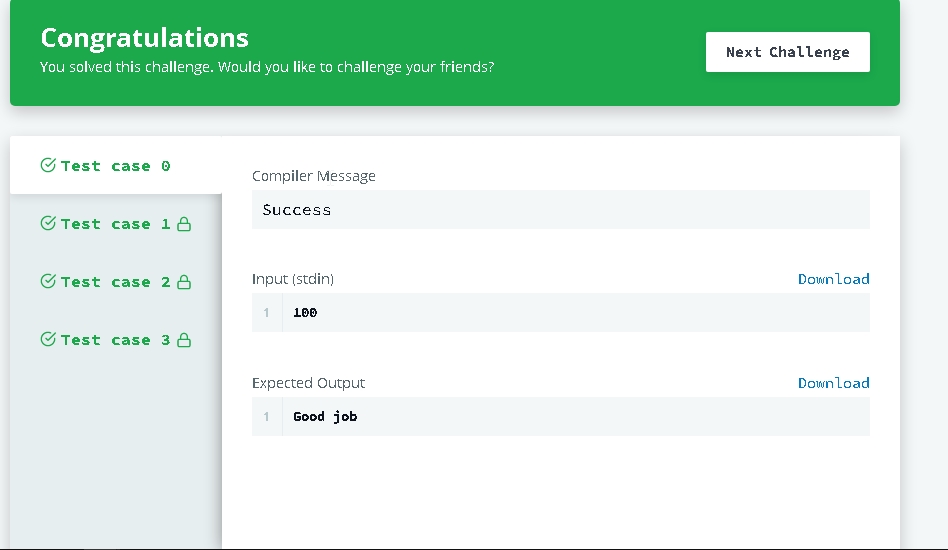 Congratulations
You solved this challenge. Would you like to challenge your friends?
Next Challenge
Test case 0
Test case 1
Test case 2
Test case 3
Compiler Message
Success
Input (stdin)
Download
1 100
Expected Output
Download
1 Good job